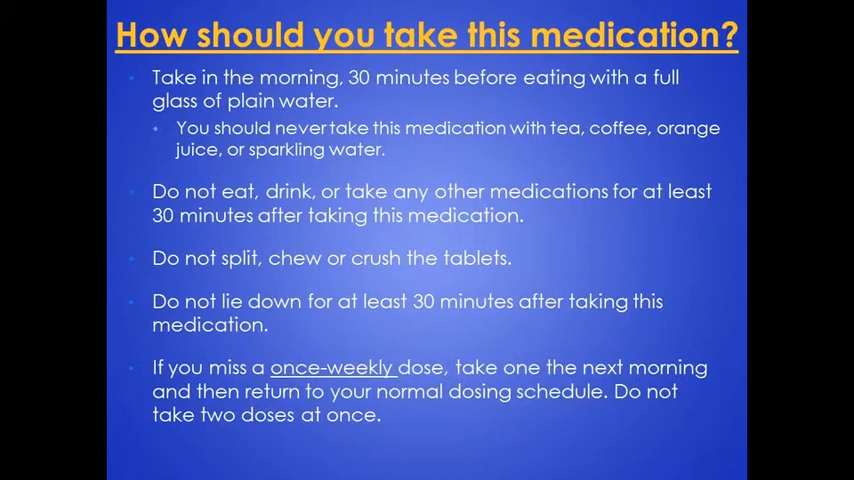 How should you take this medication?
Take in the morning, 30 minutes before eating with a full
glass of plain water.
You should never take this medication with tea, coffee, orange
juice, or sparkling water.
Do not eat, drink, or take any other medications for at least
30 minutes after taking this medication.
Do not split, chew or crush the tablets.
Do not lie down for at least 30 minutes after taking this
medication.
If you miss a once-weekly dose, take one the next morning
and then return to your normal dosing schedule. Do not
take two doses at once.